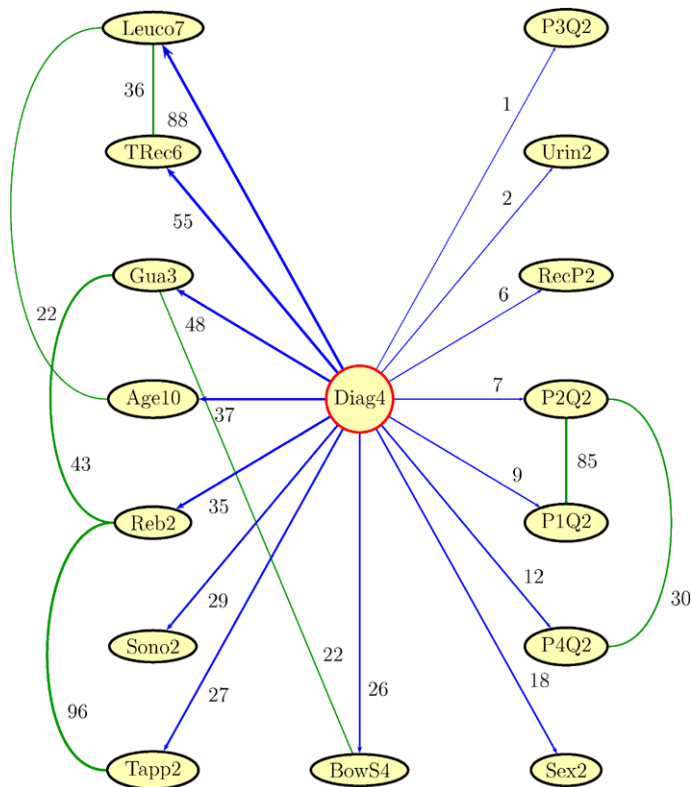 Leuco7 P3Q2
36 1
88
TRec6 Urin2
55 2
Gua3 RecP2
22 48 6
Age10 37 Diag4 7 P2Q2
43 9 85
Reb2 35 P1Q2
29 12 30
Sono2 22 P4Q2
96 27 26 18
Tapp2 BowS4 Sex2